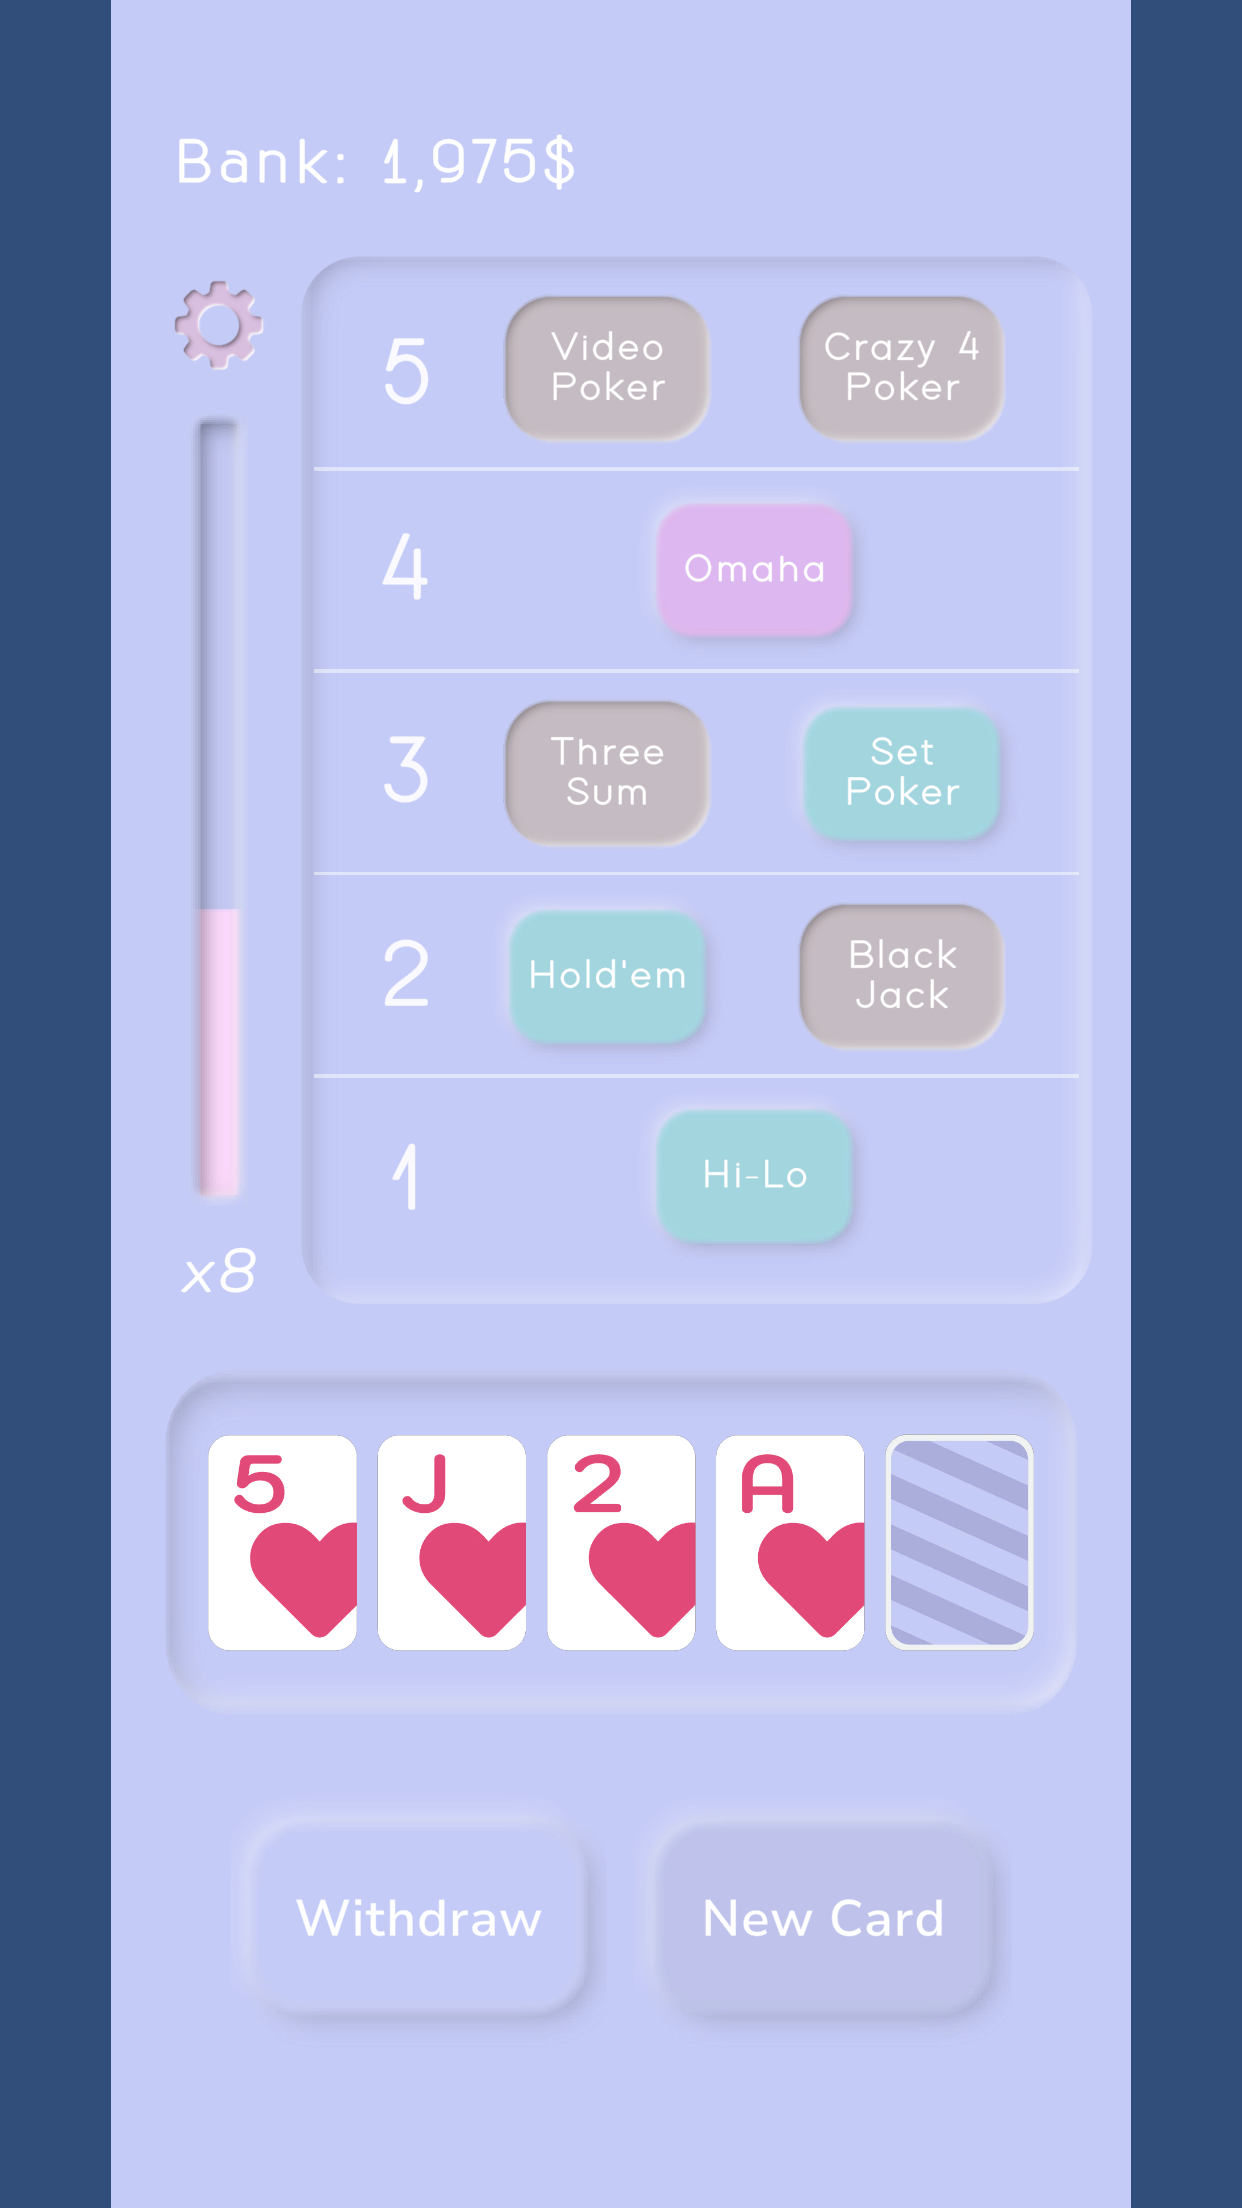 Bank: 1,975$
5
Video
Poker
Crazy 4
Poker
4
Omaha
3
Three
Sum
Set
Poker
2
Hold'em
Black
Jack
1
Hi-Lo
x8
5
J
2
A
Withdraw
New Card